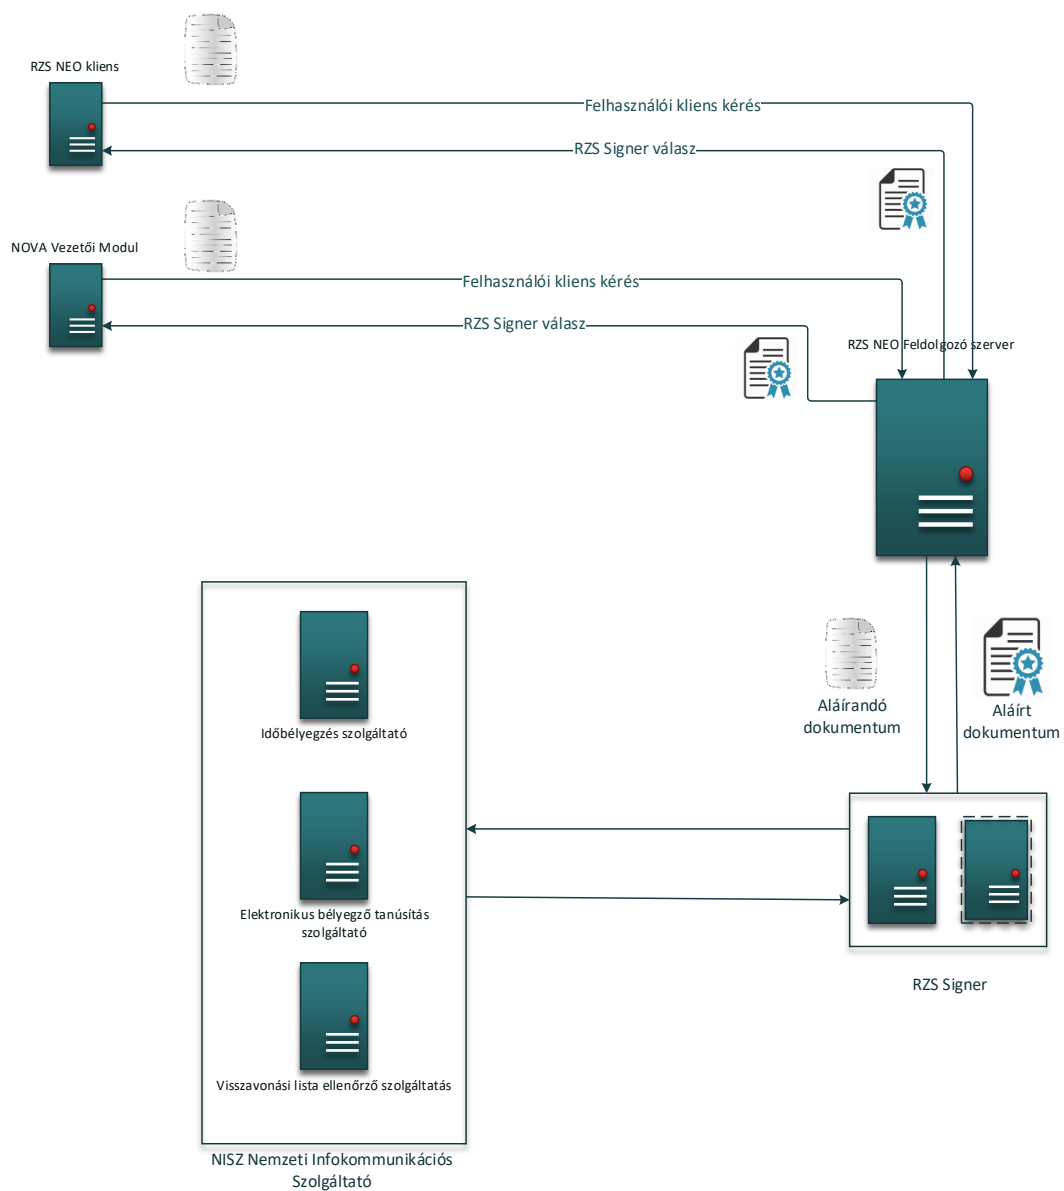 RZS NEO kliens
Felhasználói kliens kérés
RZS Signer válasz
NOVA Vezetői Modul
Felhasználói kliens kérés
RZS Signer válasz
RZS NEO Feldolgozó szerver
Aláírandó
dokumentum
Aláírt
dokumentum
Időbélyegzés szolgáltató
Elektronikus bélyegző tanúsítás
szolgáltató
Visszavonási lista ellenőrző szolgáltatás
RZS Signer
NISZ Nemzeti Infokommunikációs
Szolgáltató